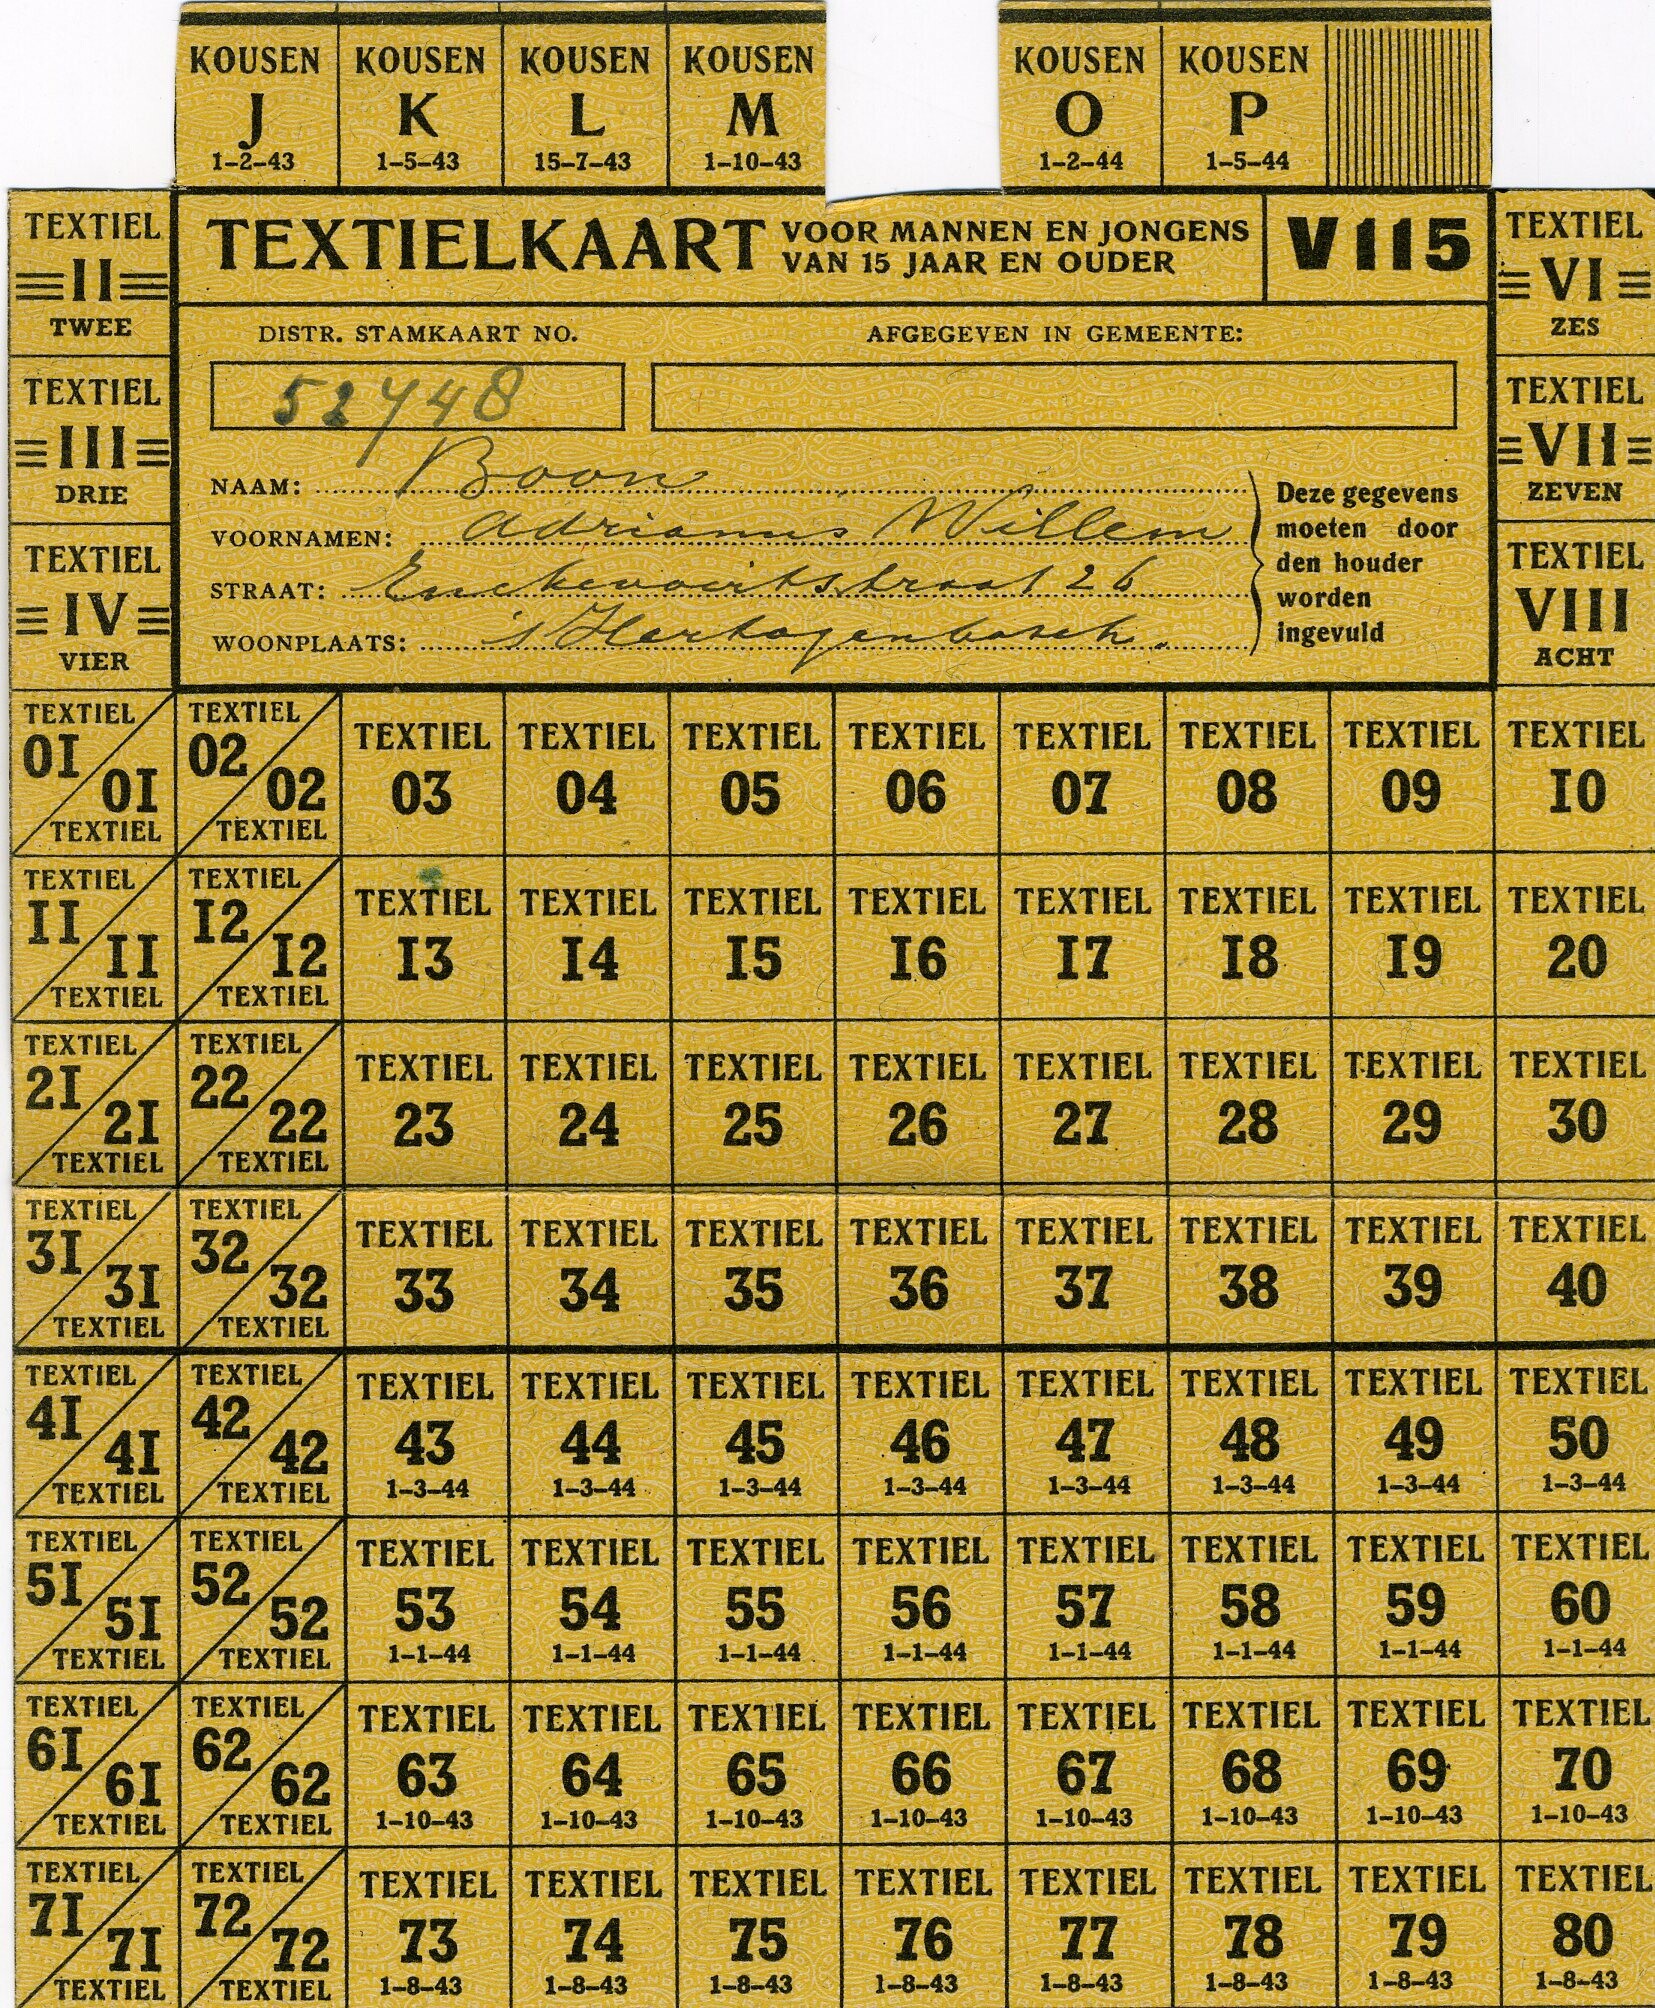 KOUSEN KOUSEN KOUSEN KOUSEN KOUSEN KOUSEN
J K L M O P
1-2-43 1-5-43 15-7-43 1-10-43 1-2-44 1-5-44
TEXTIEL
II
TWEE
TEXTIEL
III
DRIE
TEXTIEL
IV
VIER
TEXTIELKAART VOOR MANNEN EN JONGENS
VAN 15 JAAR EN OUDER
V115
DISTR. STAMKAART NO. AFGEGEVEN IN GEMEENTE:
52748
NAAM: Boon
VOORNAMEN: Adrianus Willem
STRAAT: Enckevoirtstraat 26
WOONPLAATS: 's Hertogenbosch.
Deze gegevens
moeten door
den houder
worden
ingevuld
TEXTIEL
VI
ZES
TEXTIEL
VII
ZEVEN
TEXTIEL
VIII
ACHT
TEXTIEL TEXTIEL TEXTIEL TEXTIEL TEXTIEL TEXTIEL TEXTIEL TEXTIEL TEXTIEL TEXTIEL
01 01 02 02 03 04 05 06 07 08 09 10
TEXTIEL TEXTIEL
TEXTIEL TEXTIEL TEXTIEL TEXTIEL TEXTIEL TEXTIEL TEXTIEL TEXTIEL TEXTIEL TEXTIEL
11 11 12 12 13 14 15 16 17 18 19 20
TEXTIEL TEXTIEL
TEXTIEL TEXTIEL TEXTIEL TEXTIEL TEXTIEL TEXTIEL TEXTIEL TEXTIEL TEXTIEL TEXTIEL
21 21 22 22 23 24 25 26 27 28 29 30
TEXTIEL TEXTIEL
TEXTIEL TEXTIEL TEXTIEL TEXTIEL TEXTIEL TEXTIEL TEXTIEL TEXTIEL TEXTIEL TEXTIEL
31 31 32 32 33 34 35 36 37 38 39 40
TEXTIEL TEXTIEL
TEXTIEL TEXTIEL TEXTIEL TEXTIEL TEXTIEL TEXTIEL TEXTIEL TEXTIEL TEXTIEL TEXTIEL
41 41 42 42 43 44 45 46 47 48 49 50
TEXTIEL TEXTIEL 1-3-44 1-3-44 1-3-44 1-3-44 1-3-44 1-3-44 1-3-44 1-3-44
TEXTIEL TEXTIEL TEXTIEL TEXTIEL TEXTIEL TEXTIEL TEXTIEL TEXTIEL TEXTIEL TEXTIEL
51 51 52 52 53 54 55 56 57 58 59 60
TEXTIEL TEXTIEL 1-1-44 1-1-44 1-1-44 1-1-44 1-1-44 1-1-44 1-1-44 1-1-44
TEXTIEL TEXTIEL TEXTIEL TEXTIEL TEXTIEL TEXTIEL TEXTIEL TEXTIEL TEXTIEL TEXTIEL
61 61 62 62 63 64 65 66 67 68 69 70
TEXTIEL TEXTIEL 1-10-43 1-10-43 1-10-43 1-10-43 1-10-43 1-10-43 1-10-43 1-10-43
TEXTIEL TEXTIEL TEXTIEL TEXTIEL TEXTIEL TEXTIEL TEXTIEL TEXTIEL TEXTIEL TEXTIEL
71 71 72 72 73 74 75 76 77 78 79 80
TEXTIEL TEXTIEL 1-8-43 1-8-43 1-8-43 1-8-43 1-8-43 1-8-43 1-8-43 1-8-43